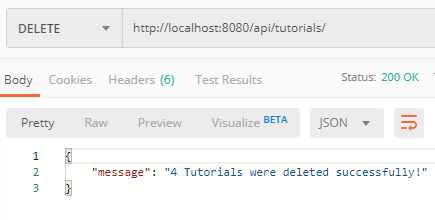 DELETE http://localhost:8080/api/tutorials/
Body Cookies Headers (6) Test Results Status: 200 OK
Pretty Raw Preview Visualize BETA JSON
1 {
2 "message": "4 Tutorials were deleted successfully!"
3 }